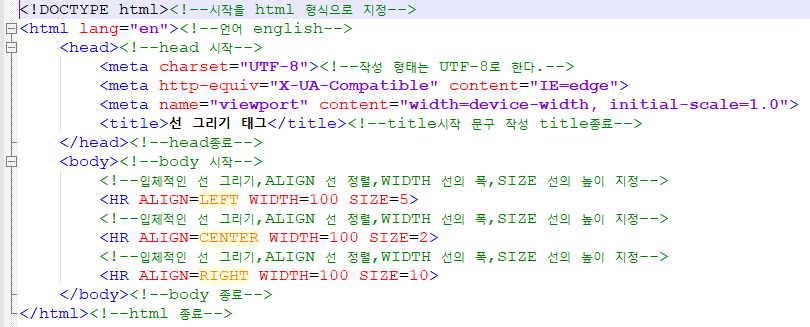 <!DOCTYPE html><!--시작을 html 형식으로 지정-->
<html lang="en"><!--언어 english-->
<head><!--head 시작-->
<meta charset="UTF-8"><!--작성 형태는 UTF-8로 한다.-->
<meta http-equiv="X-UA-Compatible" content="IE=edge">
<meta name="viewport" content="width=device-width, initial-scale=1.0">
<title>선 그리기 태그</title><!--title시작 문구 작성 title종료-->
</head><!--head종료-->
<body><!--body 시작-->
<!--입체적인 선 그리기,ALIGN 선 정렬,WIDTH 선의 폭,SIZE 선의 높이 지정-->
<HR ALIGN=LEFT WIDTH=100 SIZE=5>
<!--입체적인 선 그리기,ALIGN 선 정렬,WIDTH 선의 폭,SIZE 선의 높이 지정-->
<HR ALIGN=CENTER WIDTH=100 SIZE=2>
<!--입체적인 선 그리기,ALIGN 선 정렬,WIDTH 선의 폭,SIZE 선의 높이 지정-->
<HR ALIGN=RIGHT WIDTH=100 SIZE=10>
</body><!--body 종료-->
</html><!--html 종료-->